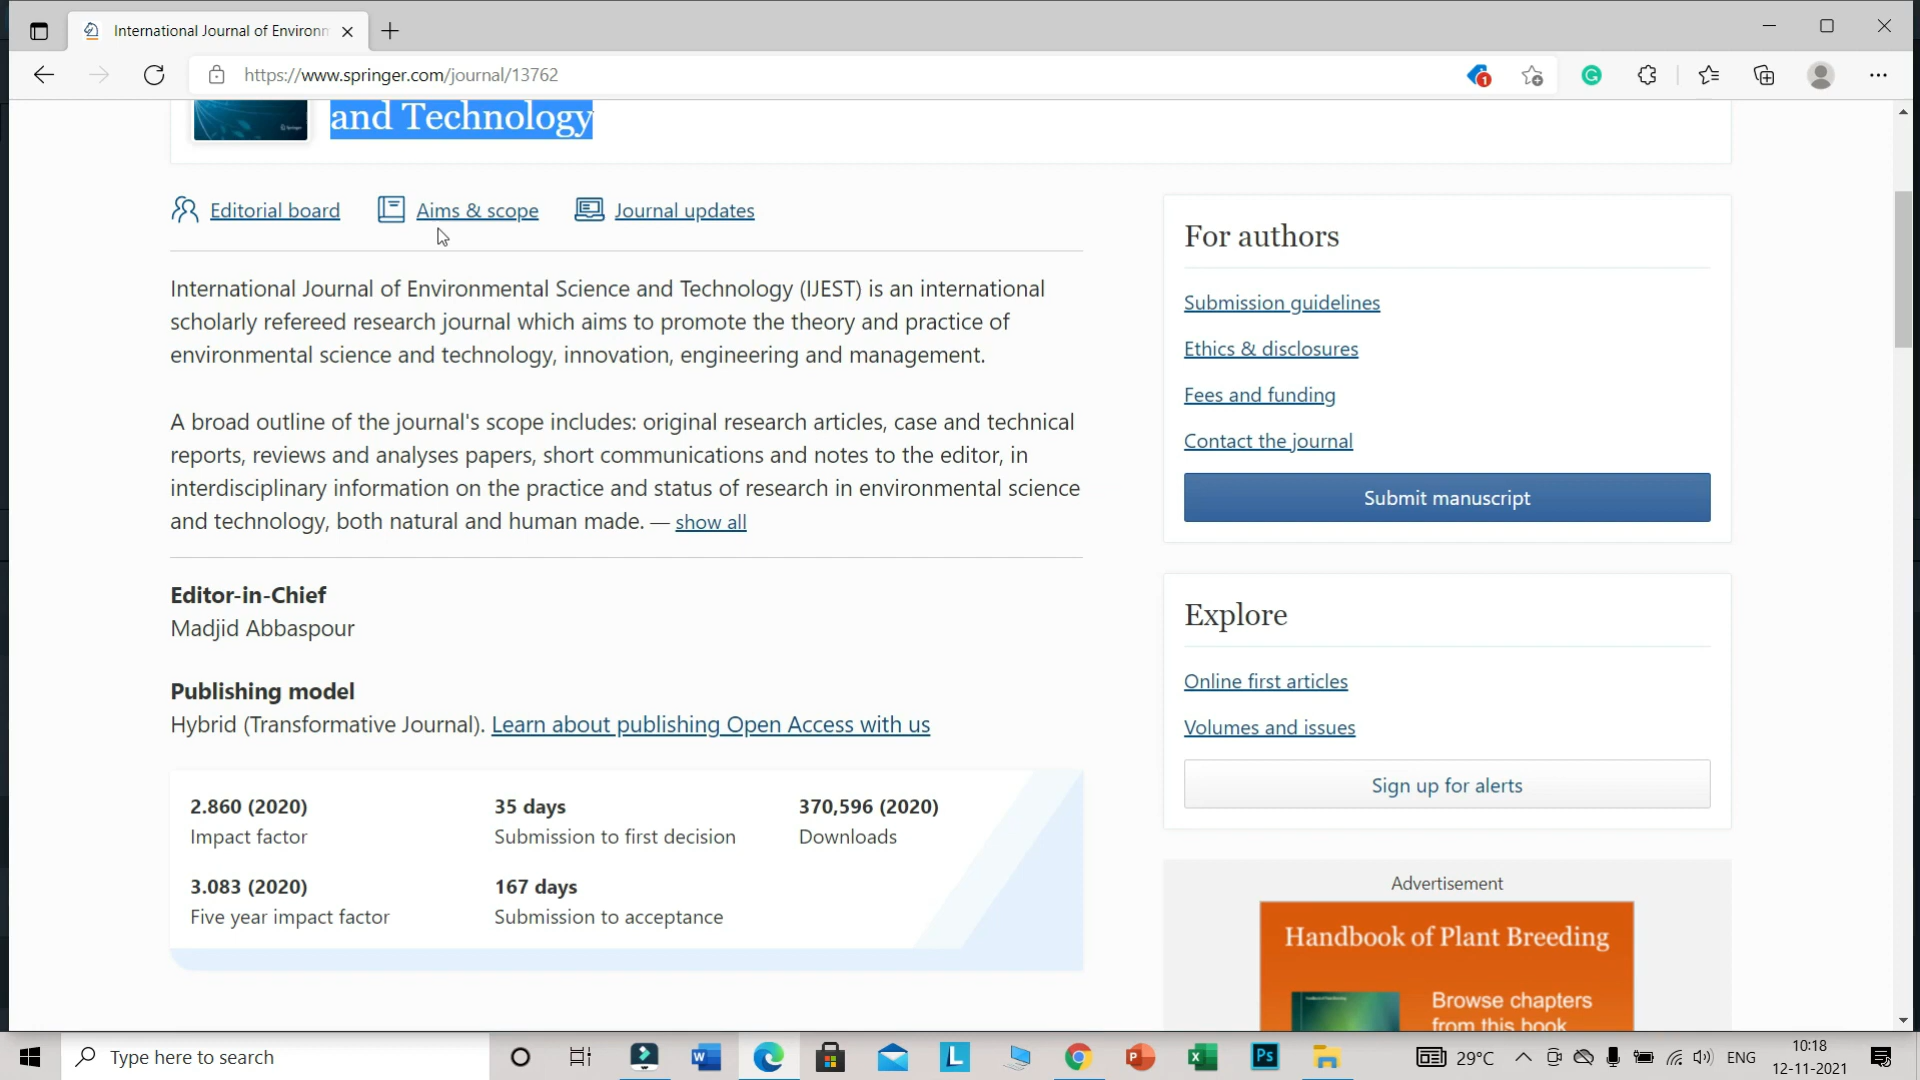 International Journal of Environm
https://www.springer.com/journal/13762
1
Springer
and Technology
Editorial board
Aims & scope
Journal updates
International Journal of Environmental Science and Technology (IJEST) is an international
scholarly refereed research journal which aims to promote the theory and practice of
environmental science and technology, innovation, engineering and management.
A broad outline of the journal's scope includes: original research articles, case and technical
reports, reviews and analyses papers, short communications and notes to the editor, in
interdisciplinary information on the practice and status of research in environmental science
and technology, both natural and human made. — show all
Editor-in-Chief
Madjid Abbaspour
Publishing model
Hybrid (Transformative Journal). Learn about publishing Open Access with us
2.860 (2020)
Impact factor
35 days
Submission to first decision
370,596 (2020)
Downloads
3.083 (2020)
Five year impact factor
167 days
Submission to acceptance
For authors
Submission guidelines
Ethics & disclosures
Fees and funding
Contact the journal
Submit manuscript
Explore
Online first articles
Volumes and issues
Sign up for alerts
Advertisement
Handbook of Plant Breeding
Browse chapters
from this book
Type here to search
29°C
ENG
10:18
12-11-2021